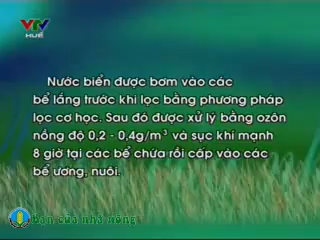 VTV
HUẾ
Nước biển được bơm vào các
bể lắng trước khi lọc bằng phương pháp
lọc cơ học. Sau đó được xử lý bằng ozôn
nồng độ 0,2 - 0,4g/m³ và sục khí mạnh
8 giờ tại các bể chứa rồi cấp vào các
bể ương, nuôi.
Bạn của nhà nông